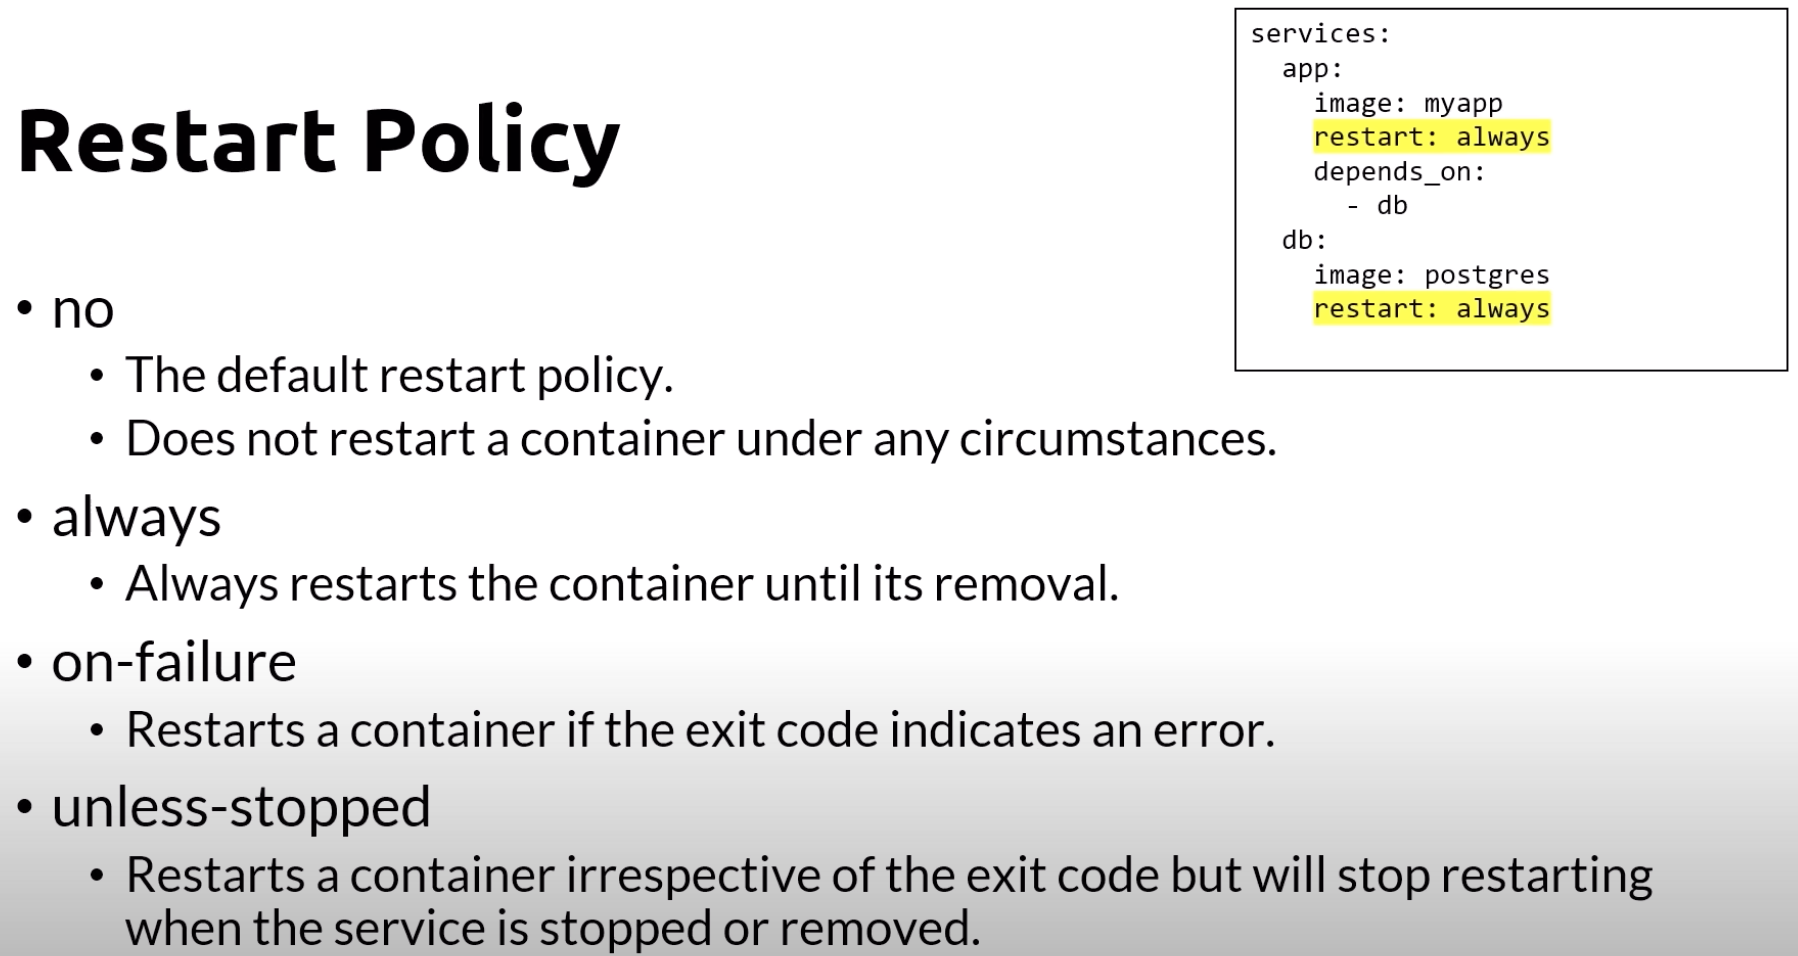 Restart Policy
services:
  app:
    image: myapp
    restart: always
    depends_on:
      - db
  db:
    image: postgres
    restart: always
• no
• The default restart policy.
• Does not restart a container under any circumstances.
• always
• Always restarts the container until its removal.
• on-failure
• Restarts a container if the exit code indicates an error.
• unless-stopped
• Restarts a container irrespective of the exit code but will stop restarting
when the service is stopped or removed.